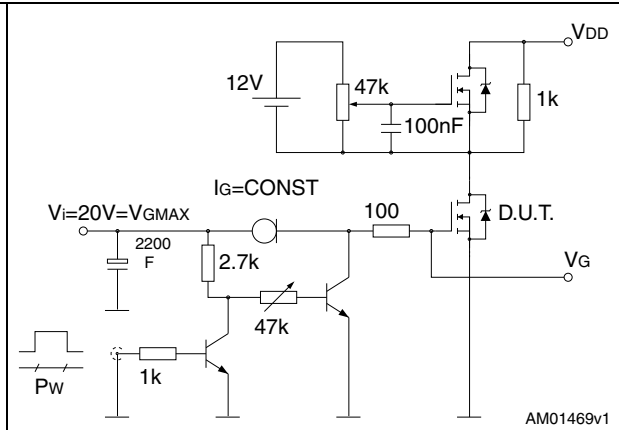 VDD
12V
47k
1k
100nF
IG=CONST
Vi=20V=VGMAX
100
D.U.T.
2200
F
2.7k
VG
47k
1k
PW
AM01469v1